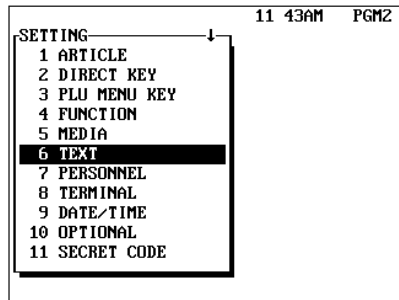 11 43AM PGM2
SETTING ↓
1 ARTICLE
2 DIRECT KEY
3 PLU MENU KEY
4 FUNCTION
5 MEDIA
6 TEXT
7 PERSONNEL
8 TERMINAL
9 DATE/TIME
10 OPTIONAL
11 SECRET CODE